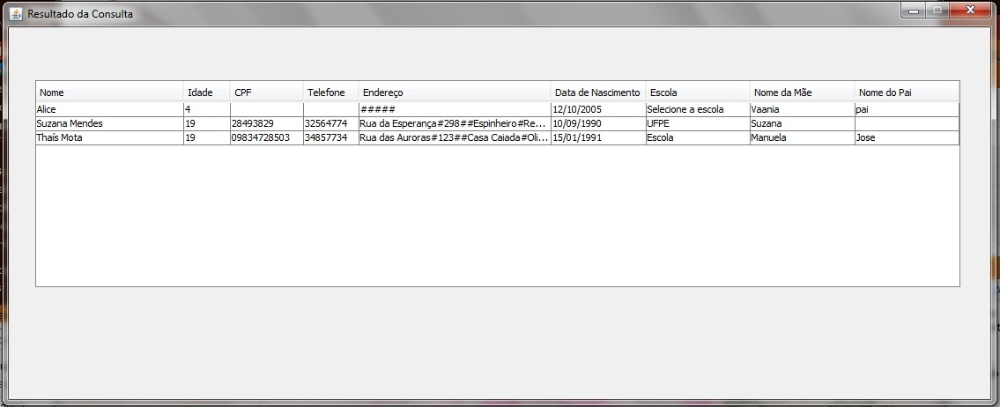 Resultado da Consulta
Nome Idade CPF Telefone Endereço Data de Nascimento Escola Nome da Mãe Nome do Pai
Alice 4 ##### 12/10/2005 Selecione a escola Vaania pai
Suzana Mendes 19 28493829 32564774 Rua da Esperança#298##Espinheiro#Re... 10/09/1990 UFPE Suzana
Thaís Mota 19 09834728503 34857734 Rua das Auroras#123##Casa Caiada#Oli... 15/01/1991 Escola Manuela Jose